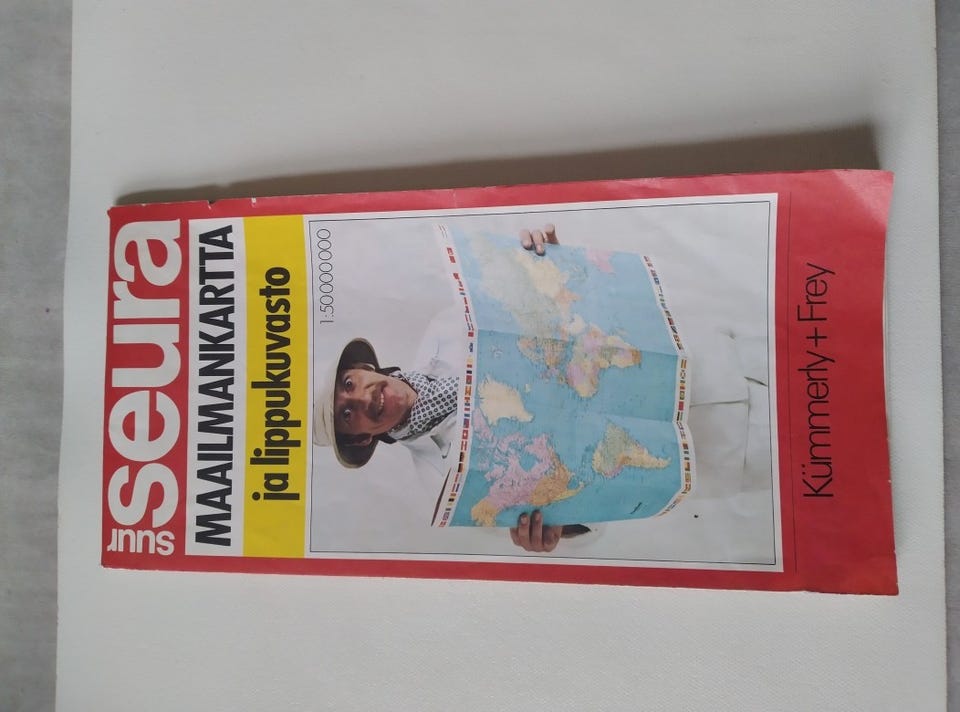 suur
seura
MAAILMANKARTTA
ja lippukuvasto
1:50000000
Kümmerly+Frey